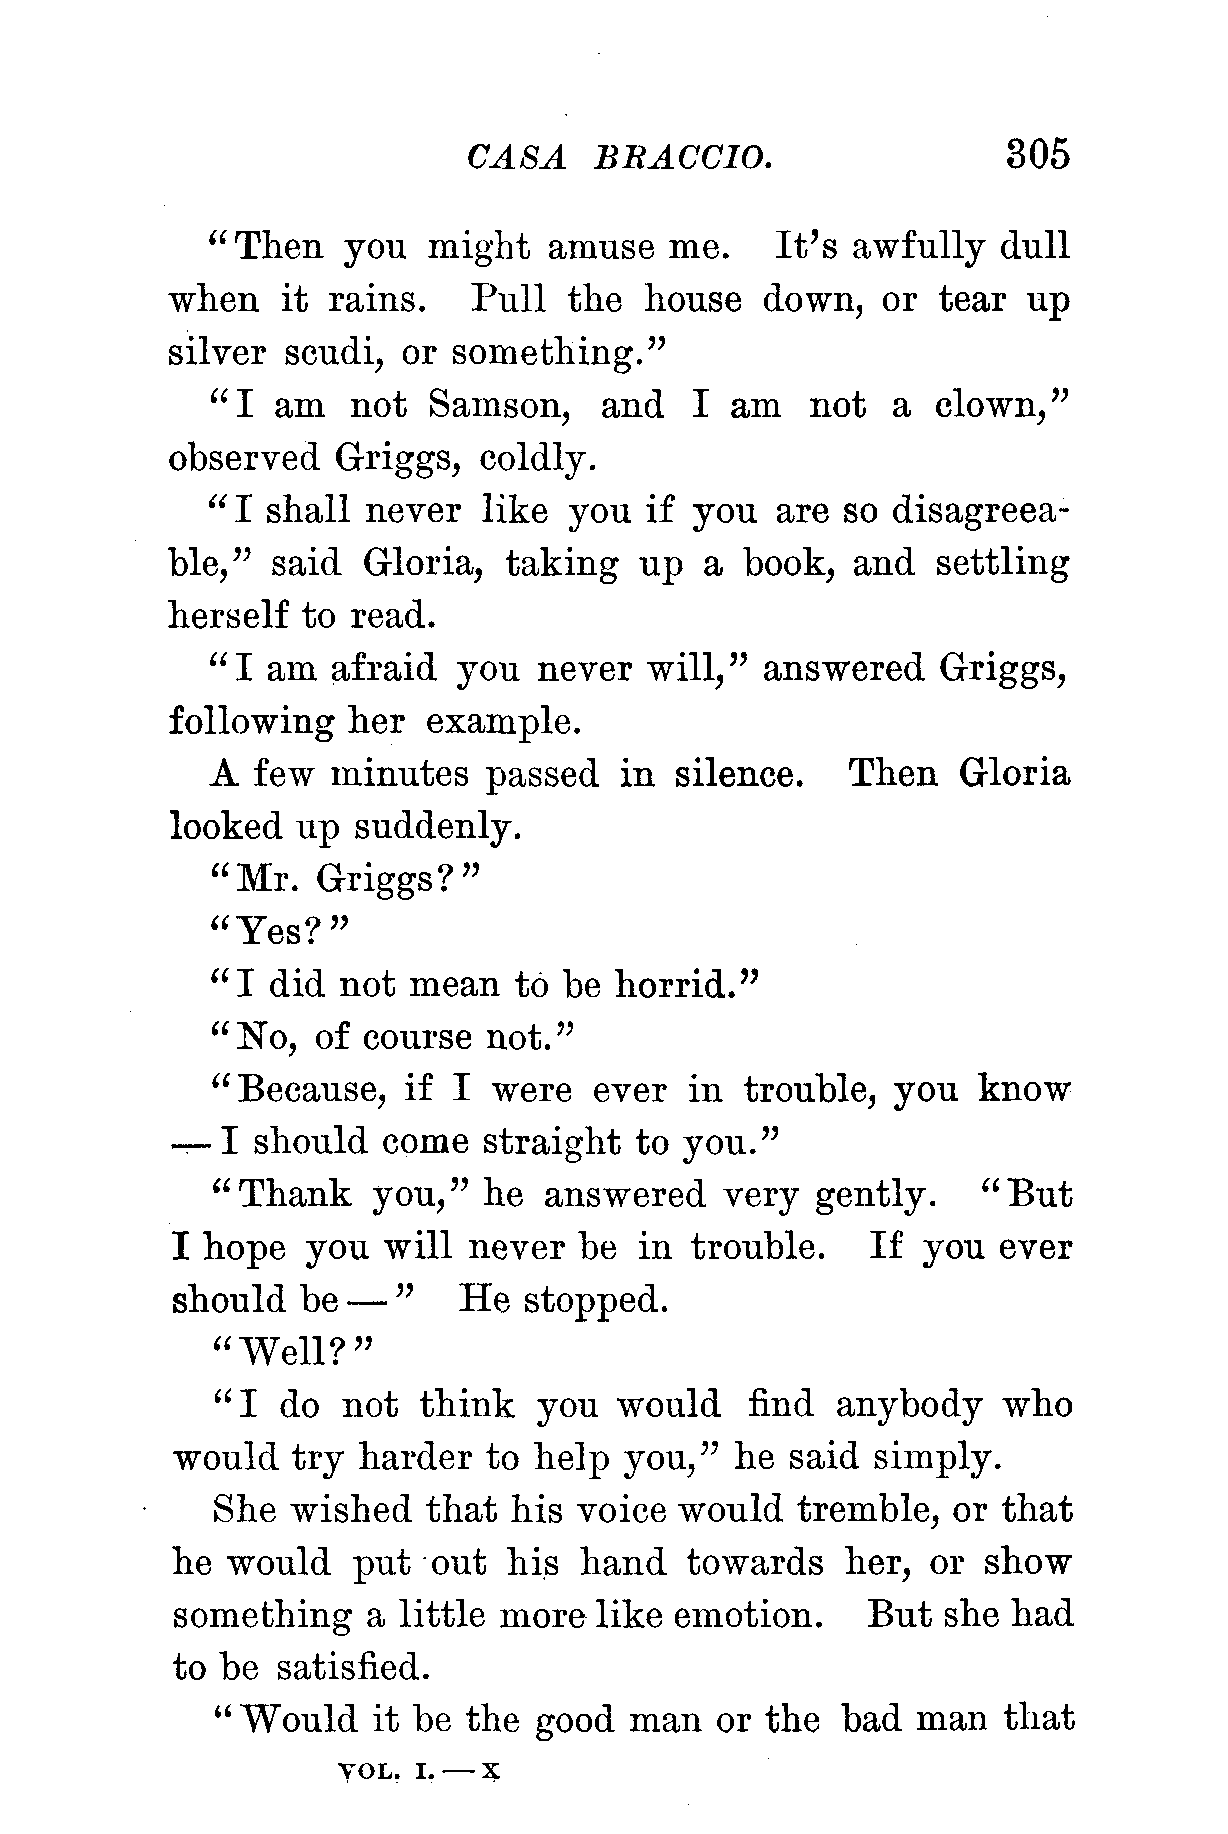 CASA BRACCIO. 305
“Then you might amuse me. It’s awfully dull
when it rains. Pull the house down, or tear up
silver scudi, or something.”
“I am not Samson, and I am not a clown,”
observed Griggs, coldly.
“I shall never like you if you are so disagreea-
ble,” said Gloria, taking up a book, and settling
herself to read.
“I am afraid you never will,” answered Griggs,
following her example.
A few minutes passed in silence. Then Gloria
looked up suddenly.
“Mr. Griggs?”
“Yes?”
“I did not mean to be horrid.”
“No, of course not.”
“Because, if I were ever in trouble, you know
— I should come straight to you.”
“Thank you,” he answered very gently. “But
I hope you will never be in trouble. If you ever
should be—” He stopped.
“Well?”
“I do not think you would find anybody who
would try harder to help you,” he said simply.
She wished that his voice would tremble, or that
he would put out his hand towards her, or show
something a little more like emotion. But she had
to be satisfied.
“Would it be the good man or the bad man that
VOL. I.—X